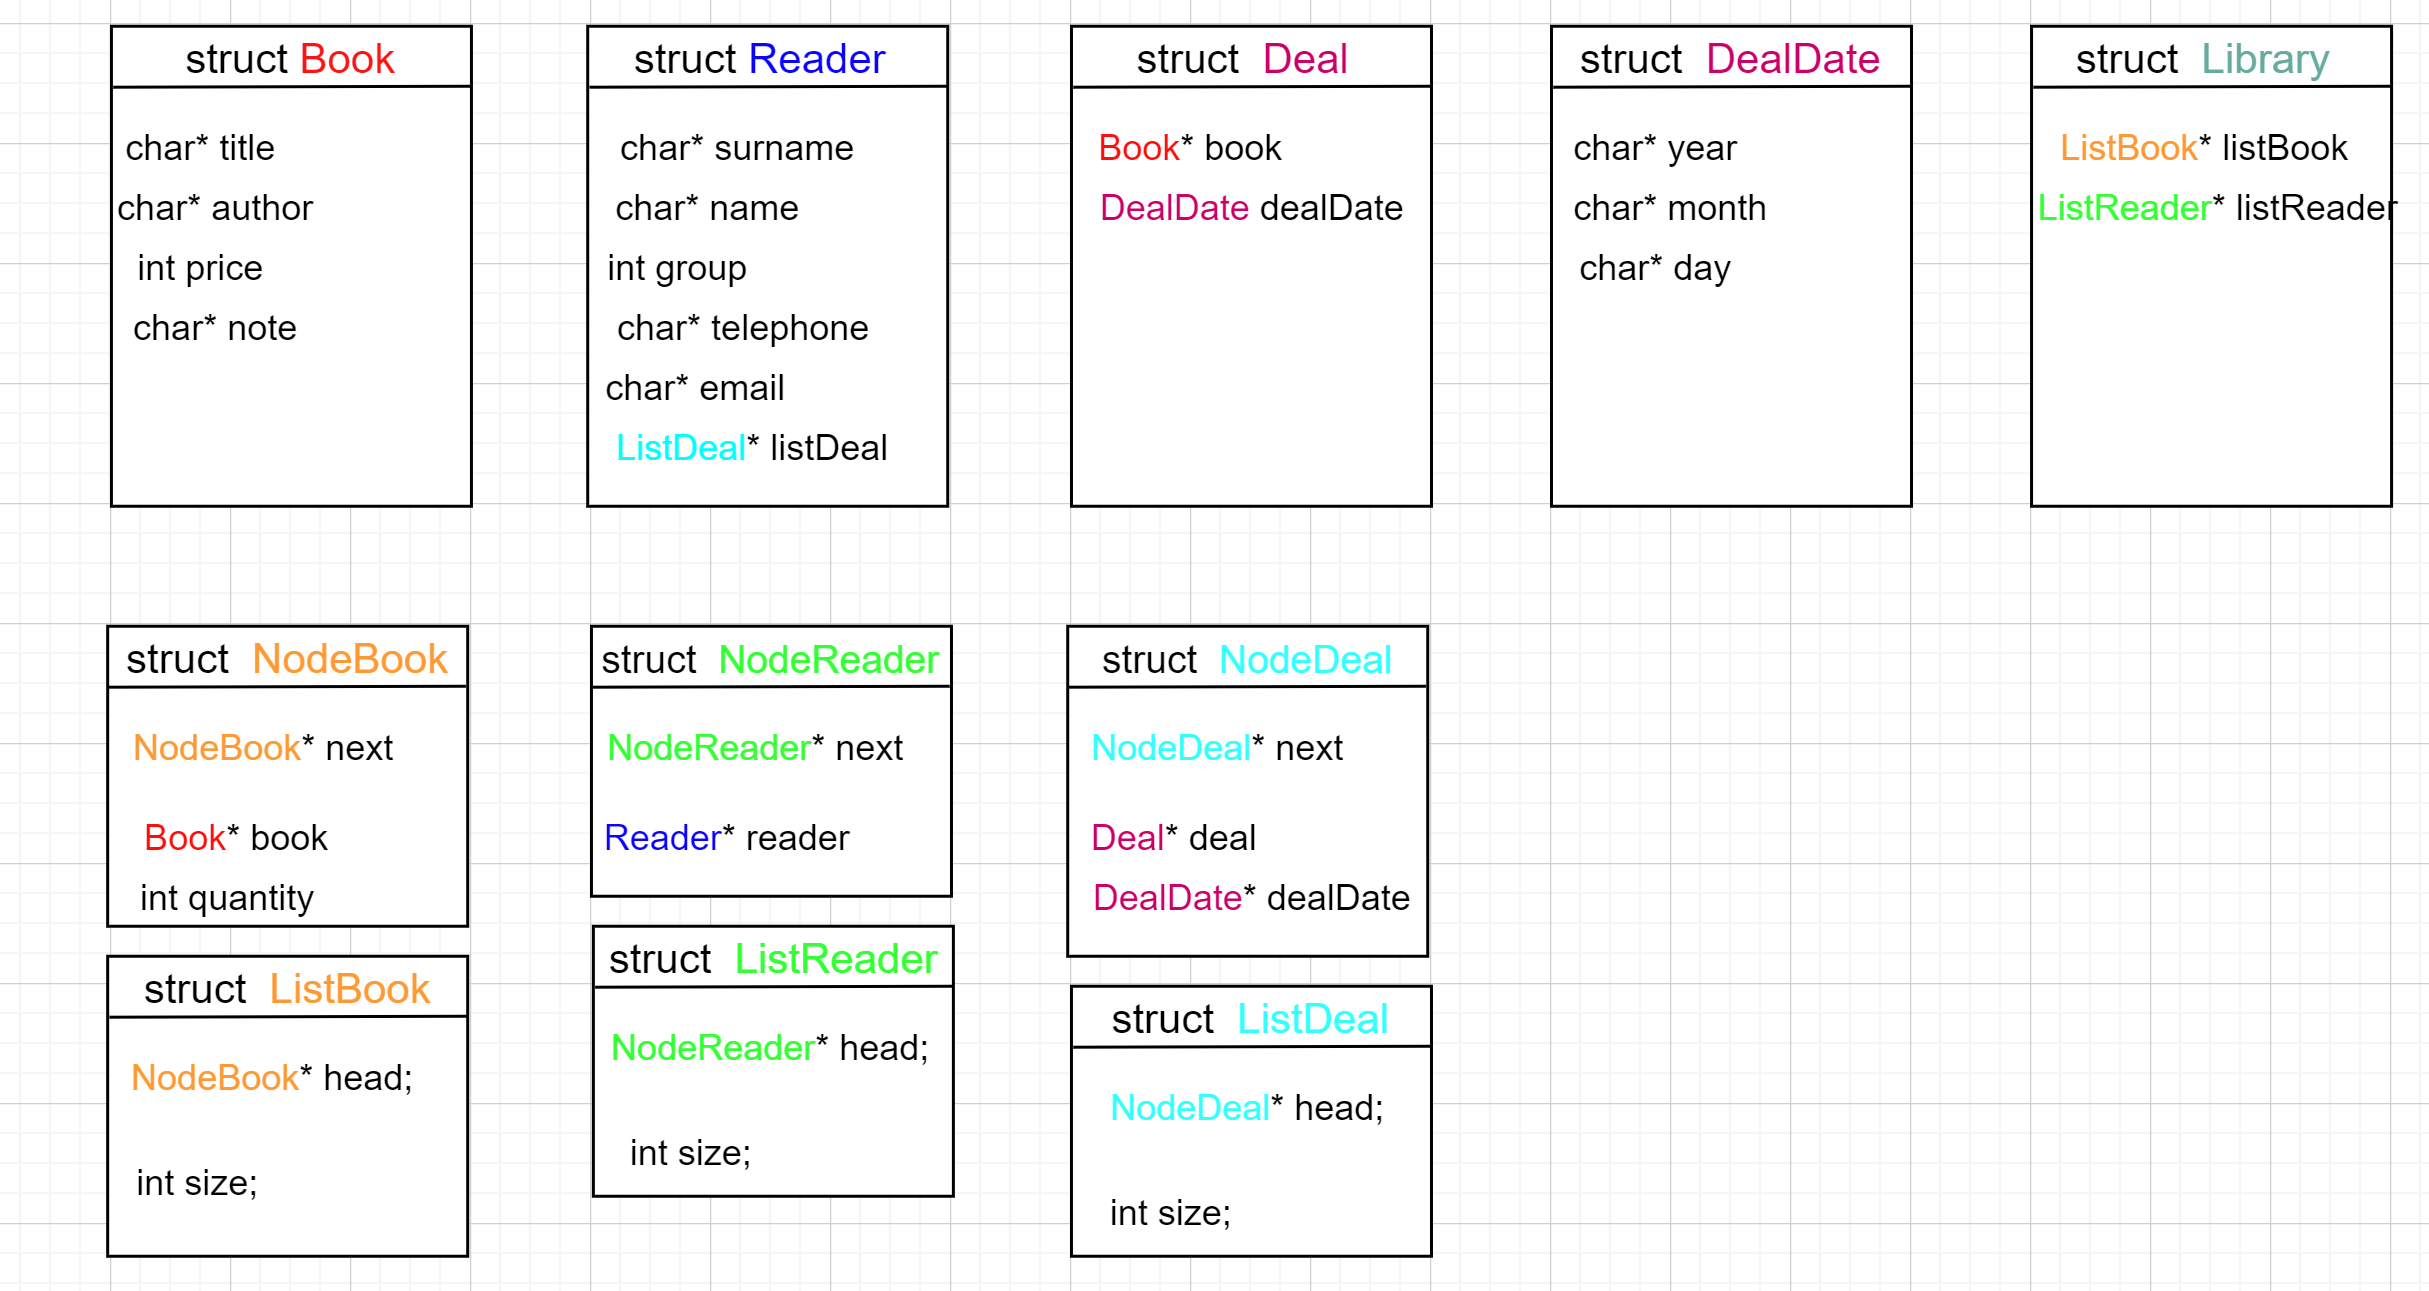 struct Book
char* title
char* author
int price
char* note
struct Reader
char* surname
char* name
int group
char* telephone
char* email
ListDeal* listDeal
struct Deal
Book* book
DealDate dealDate
struct DealDate
char* year
char* month
char* day
struct Library
ListBook* listBook
ListReader* listReader
struct NodeBook
NodeBook* next
Book* book
int quantity
struct ListBook
NodeBook* head;
int size;
struct NodeReader
NodeReader* next
Reader* reader
struct ListReader
NodeReader* head;
int size;
struct NodeDeal
NodeDeal* next
Deal* deal
DealDate* dealDate
struct ListDeal
NodeDeal* head;
int size;